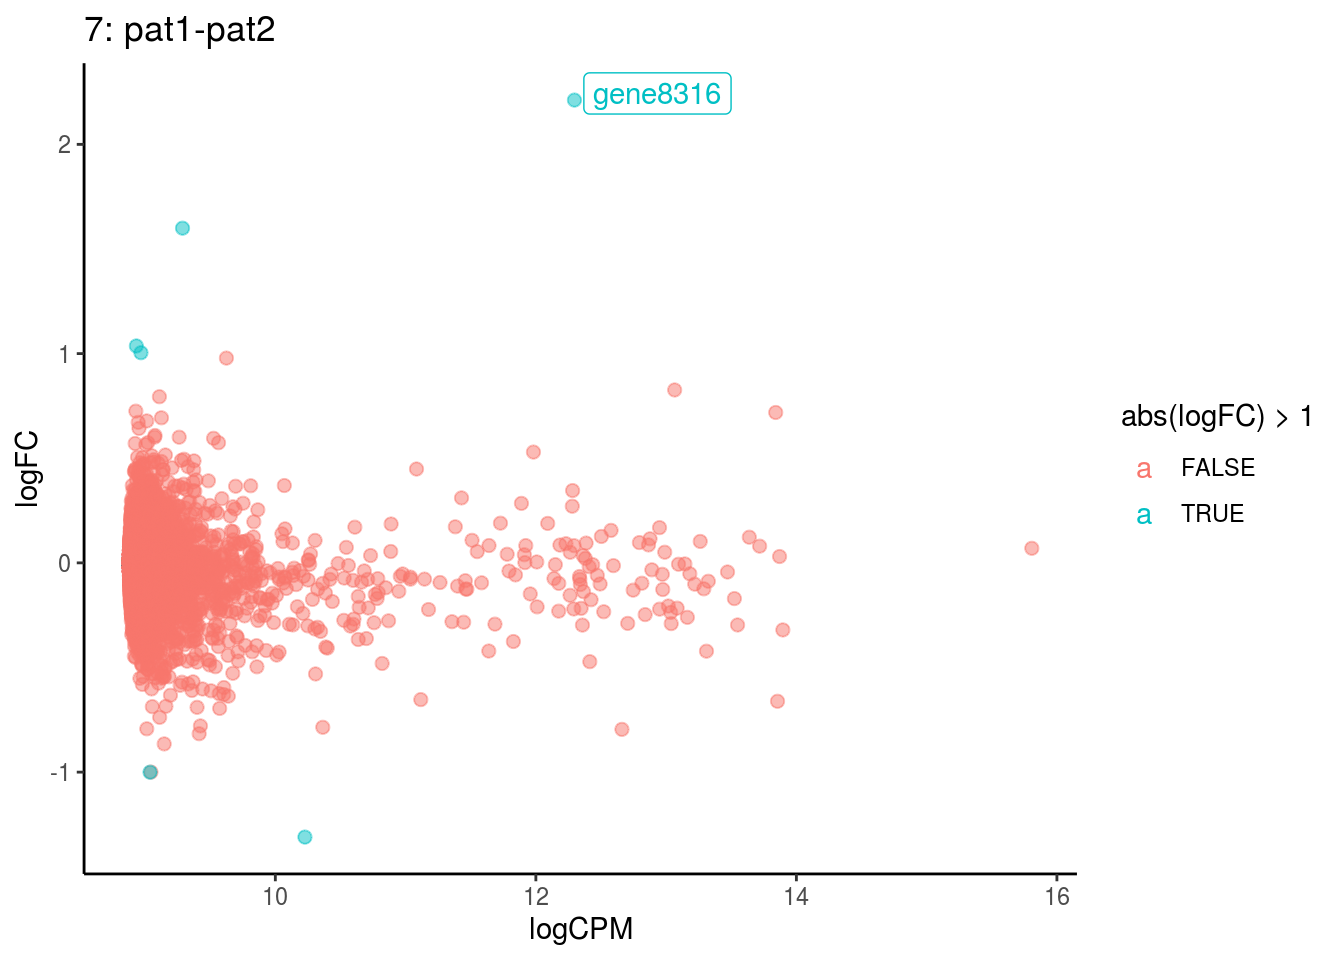 7: pat1-pat2
gene8316
2
1
0
-1
logFC
10
12
14
16
logCPM
abs(logFC) > 1
a FALSE
a TRUE